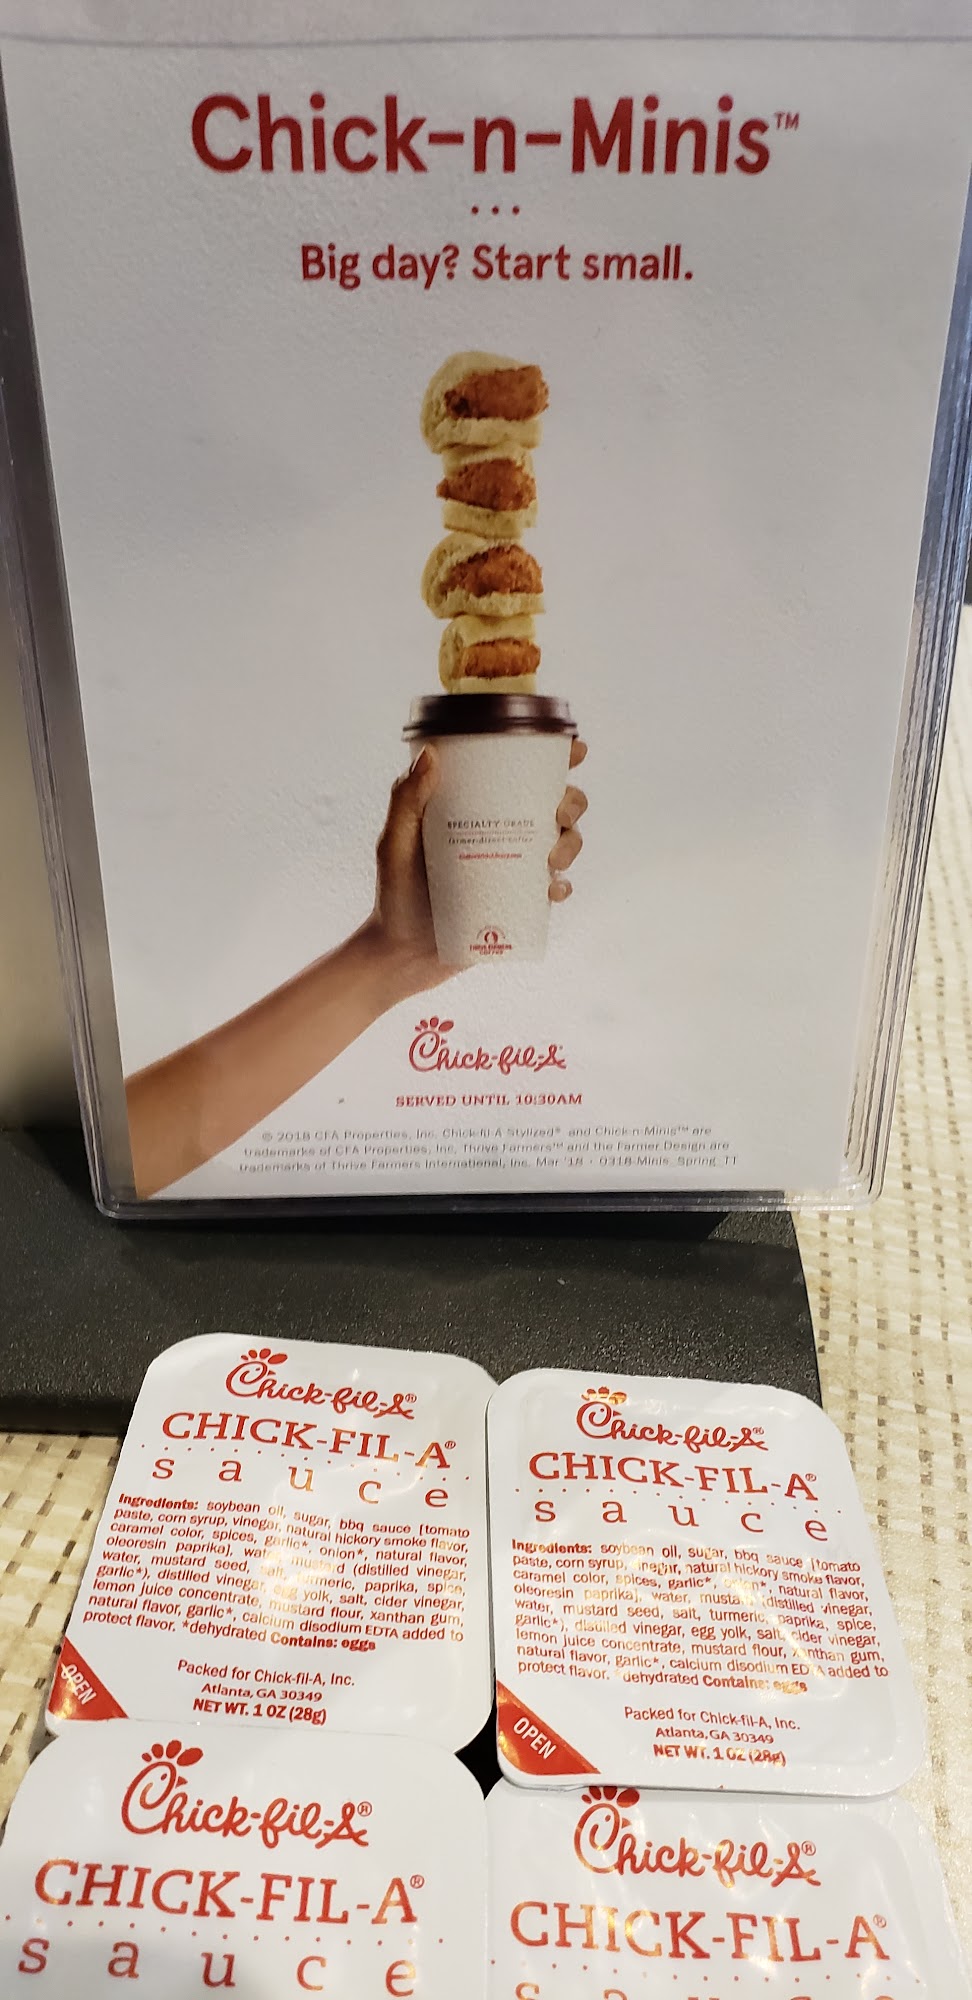 Chick-n-Minis™
Big day? Start small.
SPECIALTY GRADE
farmer-direct coffee
Chick-fil-A
SERVED UNTIL 10:30AM
© 2018 CFA Properties, Inc. Chick-fil-A Stylized® and Chick-n-Minis™ are
trademarks of CFA Properties, Inc. Thrive Farmers™ and the Farmer Design are
trademarks of Thrive Farmers International, Inc. Mar '18 · 0318-Minis_Spring_TT
Chick-fil-A®
CHICK-FIL-A®
sauce
Ingredients: soybean oil, sugar, bbq sauce [tomato
paste, corn syrup, vinegar, natural hickory smoke flavor,
caramel color, spices, garlic*, onion*, natural flavor,
oleoresin paprika], water, mustard (distilled vinegar,
water, mustard seed, salt, turmeric, paprika, spice,
garlic*), distilled vinegar, egg yolk, salt, cider vinegar,
lemon juice concentrate, mustard flour, xanthan gum,
natural flavor, garlic*, calcium disodium EDTA added to
protect flavor. *dehydrated Contains: eggs
OPEN
Packed for Chick-fil-A, Inc.
Atlanta, GA 30349
NET WT. 1 OZ (28g)
Chick-fil-A®
CHICK-FIL-A®
sauce
Ingredients: soybean oil, sugar, bbq sauce [tomato
paste, corn syrup, vinegar, natural hickory smoke flavor,
caramel color, spices, garlic*, onion*, natural flavor,
oleoresin paprika], water, mustard (distilled vinegar,
water, mustard seed, salt, turmeric, paprika, spice,
garlic*), distilled vinegar, egg yolk, salt, cider vinegar,
lemon juice concentrate, mustard flour, xanthan gum,
natural flavor, garlic*, calcium disodium EDTA added to
protect flavor. *dehydrated Contains: eggs
OPEN
Packed for Chick-fil-A, Inc.
Atlanta, GA 30349
NET WT. 1 OZ (28g)
Chick-fil-A®
CHICK-FIL-A®
sauce
Chick-fil-A®
CHICK-FIL-A®
sauce